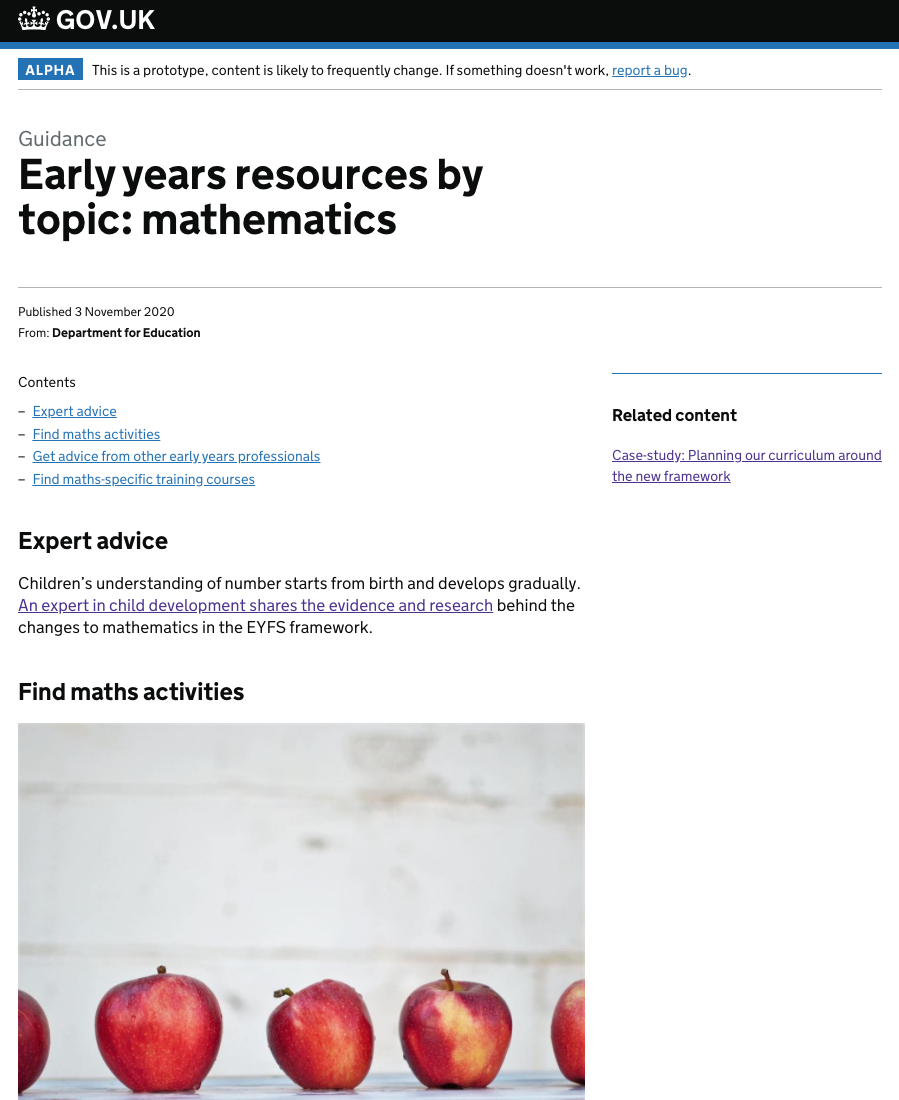 GOV.UK
ALPHA This is a prototype, content is likely to frequently change. If something doesn't work, report a bug.
Guidance
Early years resources by
topic: mathematics
Published 3 November 2020
From: Department for Education
Contents
– Expert advice
– Find maths activities
– Get advice from other early years professionals
– Find maths-specific training courses
Related content
Case-study: Planning our curriculum around
the new framework
Expert advice
Children’s understanding of number starts from birth and develops gradually.
An expert in child development shares the evidence and research behind the
changes to mathematics in the EYFS framework.
Find maths activities